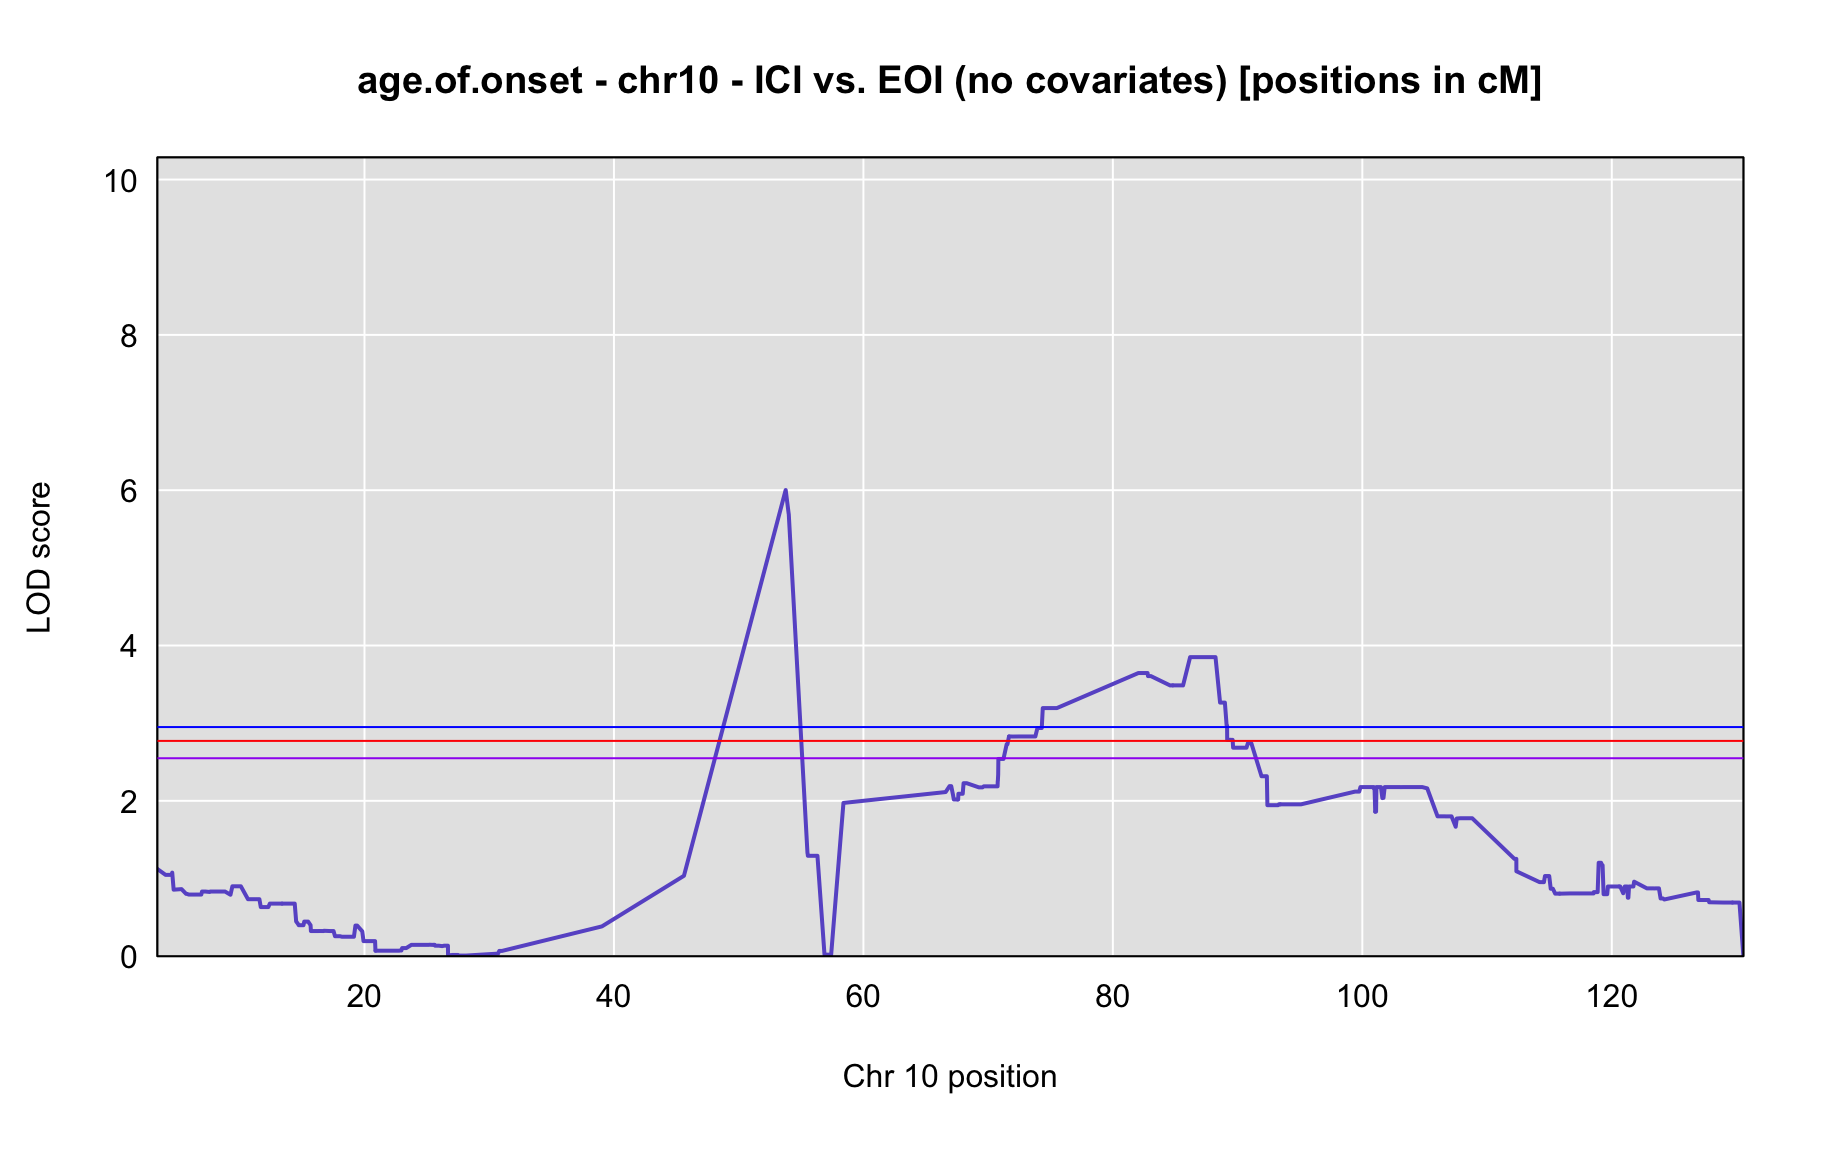 age.of.onset - chr10 - ICI vs. EOI (no covariates) [positions in cM]
10
8
6
4
2
0
LOD score
20 40 60 80 100 120
Chr 10 position